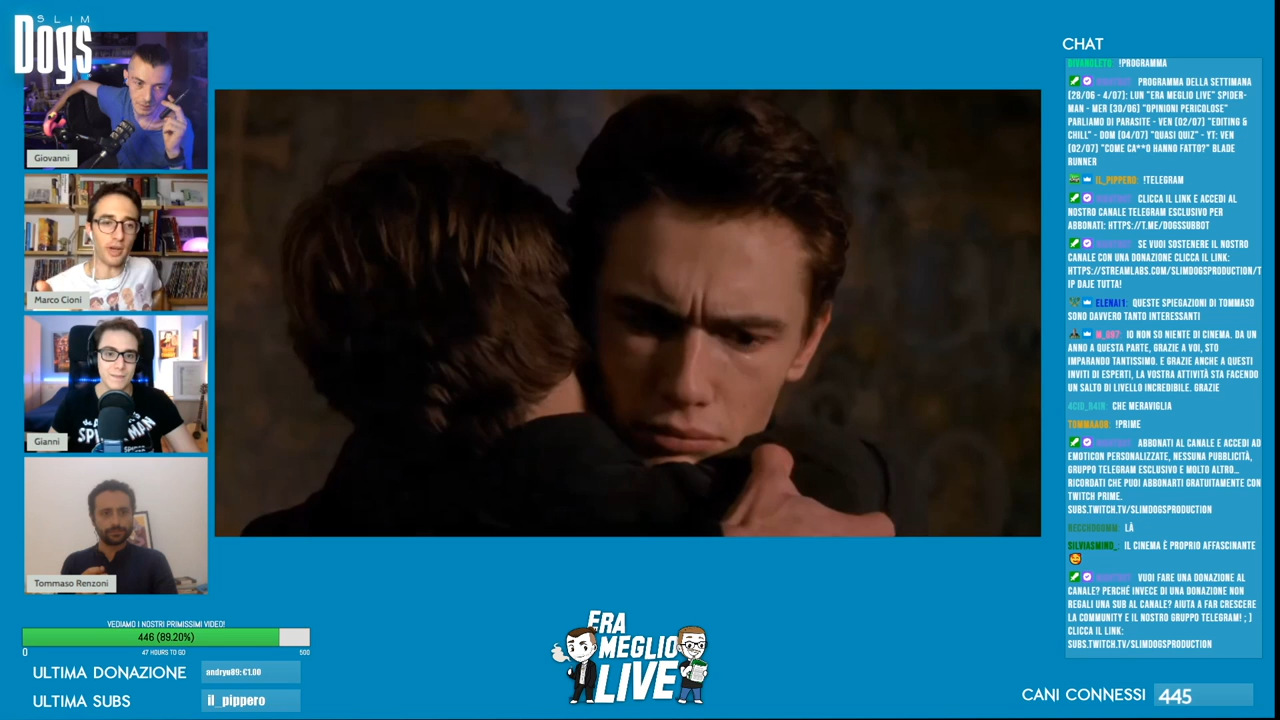 SLIM
Dogs
Giovanni
Marco Cioni
Gianni
Tommaso Renzoni
VEDIAMO I NOSTRI PRIMISSIMI VIDEO!
446 (89.20%)
0
47 HOURS TO GO
500
ULTIMA DONAZIONE
andryu89: €1.00
ULTIMA SUBS
il_pippero
ERA
MEGLIO
LIVE
CHAT
!PROGRAMMA
PROGRAMMA DELLA SETTIMANA
(28/06 - 4/07): LUN "ERA MEGLIO LIVE" SPIDER-
MAN - MER (30/06) "OPINIONI PERICOLOSE"
PARLIAMO DI PARASITE - VEN (02/07) "EDITING &
CHILL" - DOM (04/07) "QUASI QUIZ" - YT: VEN
(02/07) "COME CA**O HANNO FATTO?" BLADE
RUNNER
IL_PIPPERO: !TELEGRAM
CLICCA IL LINK E ACCEDI AL
NOSTRO CANALE TELEGRAM ESCLUSIVO PER
ABBONATI: HTTPS://T.ME/DOGSSUBBOT
SE VUOI SOSTENERE IL NOSTRO
CANALE CON UNA DONAZIONE CLICCA IL LINK:
HTTPS://STREAMLABS.COM/SLIMDOGSPRODUCTION/T
IP DAJE TUTTA!
ELENAI1: QUESTE SPIEGAZIONI DI TOMMASO
SONO DAVVERO TANTO INTERESSANTI
IO NON SO NIENTE DI CINEMA. DA UN
ANNO A QUESTA PARTE, GRAZIE A VOI, STO
IMPARANDO TANTISSIMO. E GRAZIE ANCHE A QUESTI
INVITI DI ESPERTI, LA VOSTRA ATTIVITÀ STA FACENDO
UN SALTO DI LIVELLO INCREDIBILE. GRAZIE
CHE MERAVIGLIA
TOMMAAUD: !PRIME
ABBONATI AL CANALE E ACCEDI AD
EMOTICON PERSONALIZZATE, NESSUNA PUBBLICITÀ,
GRUPPO TELEGRAM ESCLUSIVO E MOLTO ALTRO...
RICORDATI CHE PUOI ABBONARTI GRATUITAMENTE CON
TWITCH PRIME.
SUBS.TWITCH.TV/SLIMDOGSPRODUCTION
LÀ
SILVIASMIND_: IL CINEMA È PROPRIO AFFASCINANTE
VUOI FARE UNA DONAZIONE AL
CANALE? PERCHÉ INVECE DI UNA DONAZIONE NON
REGALI UNA SUB AL CANALE? AIUTA A FAR CRESCERE
LA COMMUNITY E IL NOSTRO GRUPPO TELEGRAM! ; )
CLICCA IL LINK:
SUBS.TWITCH.TV/SLIMDOGSPRODUCTION
CANI CONNESSI
445